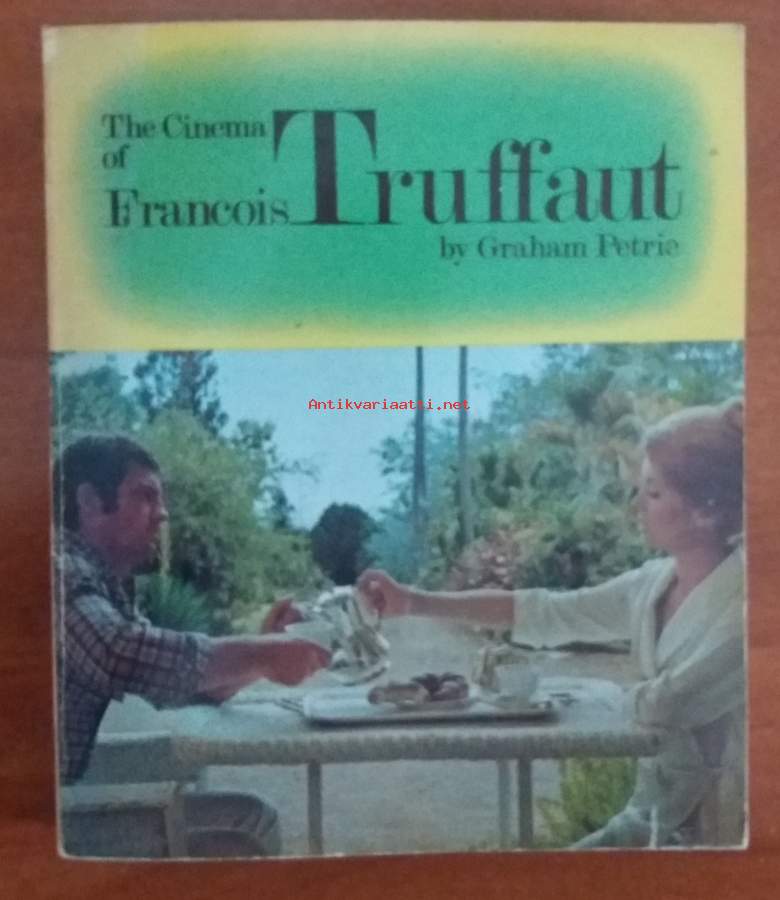 The Cinema
of
Francois Truffaut
by Graham Petrie
Antikvariaatti.net